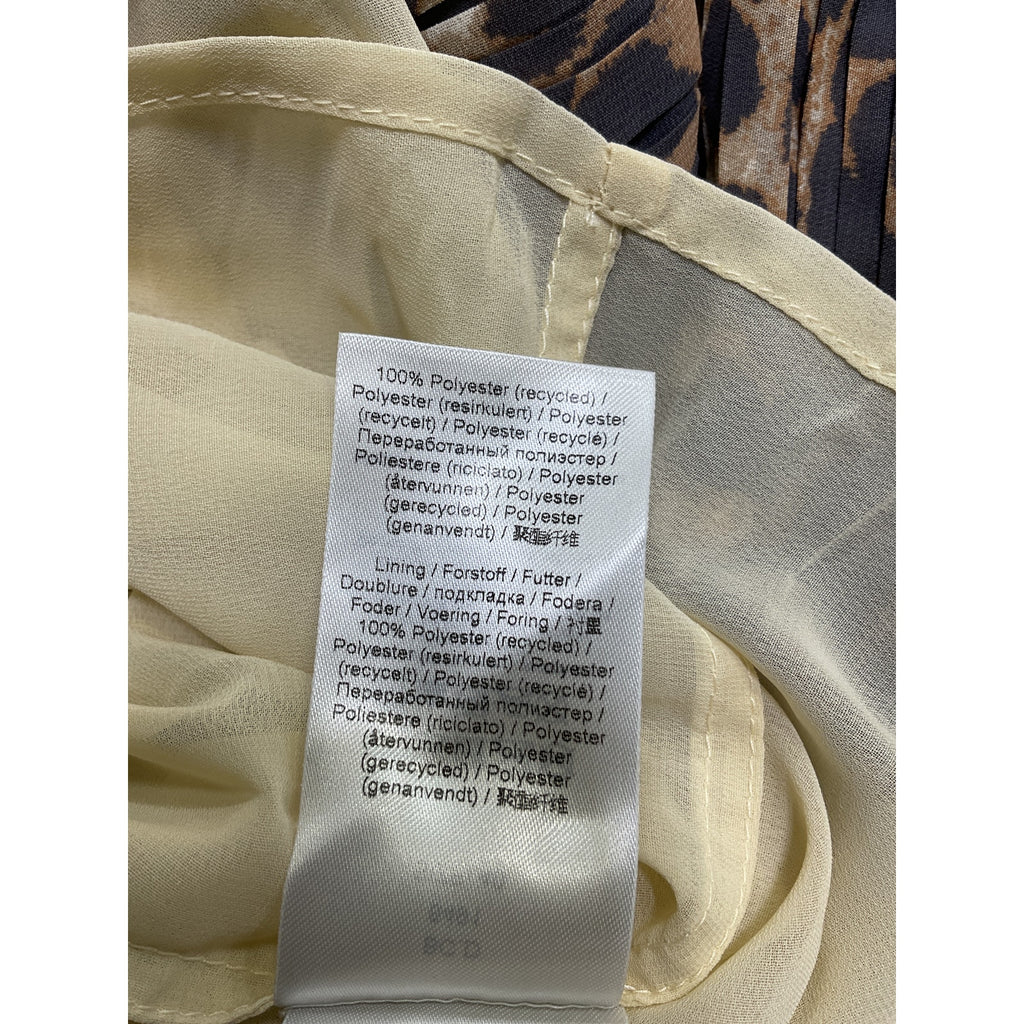 100% Polyester (recycled) /
Polyester (resirkulert) / Polyester
(recycelt) / Polyester (recyclé) /
Переработанный полиэстер /
Poliestere (riciclato) / Polyester
(återvunnen) / Polyester
(gerecycled) / Polyester
(genanvendt) / 聚酯纤维
Lining / Forstoff / Futter /
Doublure / подкладка / Fodera /
Foder / Voering / Foring / 衬里
100% Polyester (recycled) /
Polyester (resirkulert) / Polyester
(recycelt) / Polyester (recyclé) /
Переработанный полиэстер /
Poliestere (riciclato) / Polyester
(återvunnen) / Polyester
(gerecycled) / Polyester
(genanvendt) / 聚酯纤维